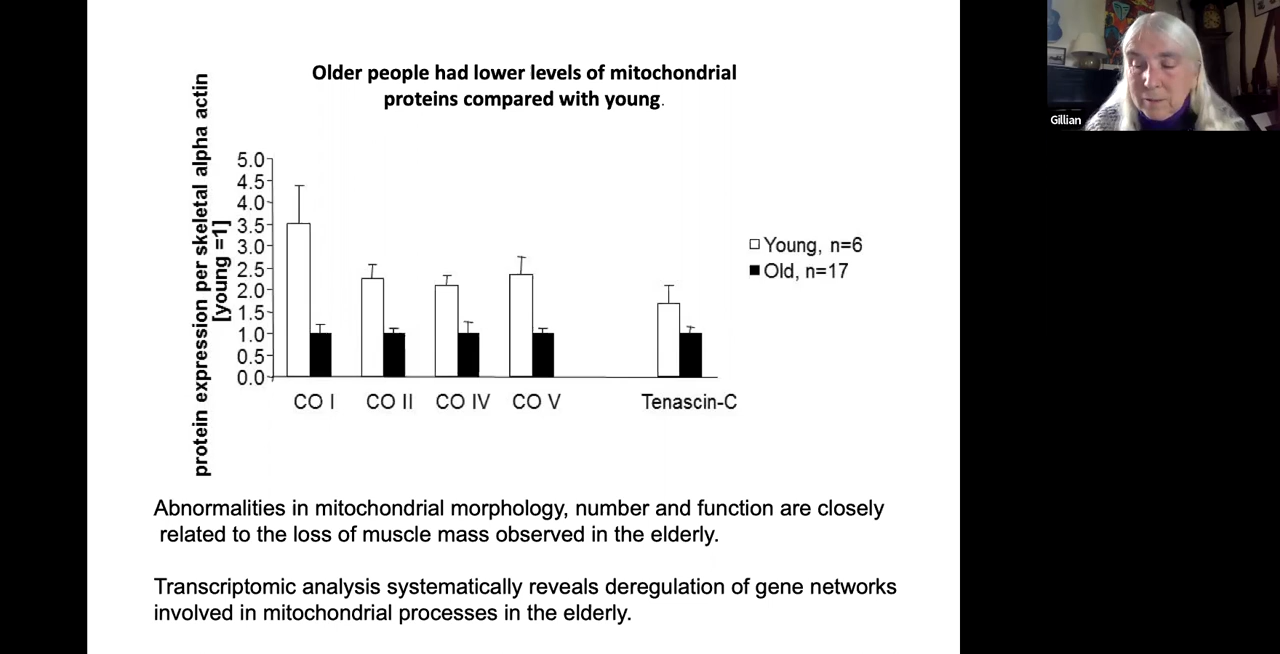 Older people had lower levels of mitochondrial
proteins compared with young.
protein expression per skeletal alpha actin
[young =1]
5.0
4.5
4.0
3.5
3.0
2.5
2.0
1.5
1.0
0.5
0.0
CO I
CO II
CO IV
CO V
Tenascin-C
Young, n=6
Old, n=17
Abnormalities in mitochondrial morphology, number and function are closely
related to the loss of muscle mass observed in the elderly.
Transcriptomic analysis systematically reveals deregulation of gene networks
involved in mitochondrial processes in the elderly.
Gillian